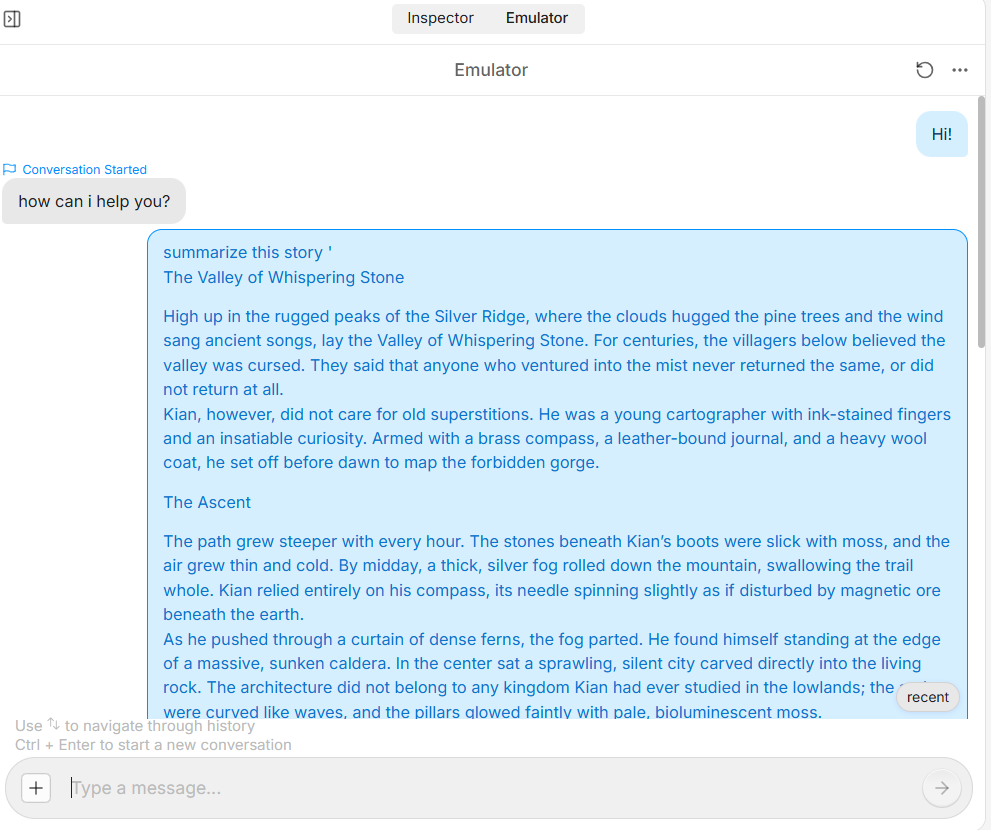 Inspector Emulator
Emulator
Hi!
Conversation Started
how can i help you?
summarize this story '
The Valley of Whispering Stone
High up in the rugged peaks of the Silver Ridge, where the clouds hugged the pine trees and the wind
sang ancient songs, lay the Valley of Whispering Stone. For centuries, the villagers below believed the
valley was cursed. They said that anyone who ventured into the mist never returned the same, or did
not return at all.
Kian, however, did not care for old superstitions. He was a young cartographer with ink-stained fingers
and an insatiable curiosity. Armed with a brass compass, a leather-bound journal, and a heavy wool
coat, he set off before dawn to map the forbidden gorge.
The Ascent
The path grew steeper with every hour. The stones beneath Kian’s boots were slick with moss, and the
air grew thin and cold. By midday, a thick, silver fog rolled down the mountain, swallowing the trail
whole. Kian relied entirely on his compass, its needle spinning slightly as if disturbed by magnetic ore
beneath the earth.
As he pushed through a curtain of dense ferns, the fog parted. He found himself standing at the edge
of a massive, sunken caldera. In the center sat a sprawling, silent city carved directly into the living
rock. The architecture did not belong to any kingdom Kian had ever studied in the lowlands; the
recent
were curved like waves, and the pillars glowed faintly with pale, bioluminescent moss.
Use ↑↓ to navigate through history
Ctrl + Enter to start a new conversation
Type a message...